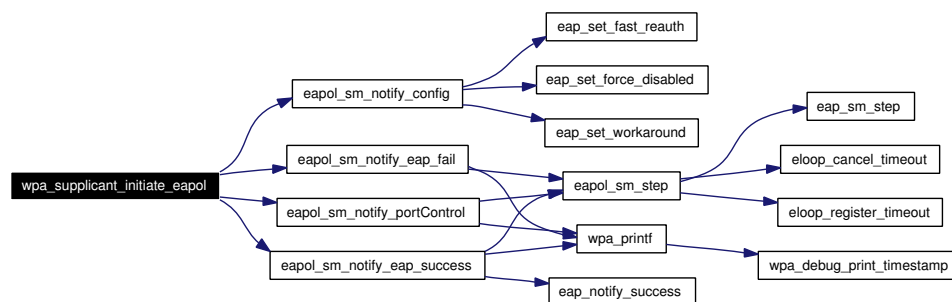 wpa_supplicant_initiate_eapol
eapol_sm_notify_config
eapol_sm_notify_eap_fail
eapol_sm_notify_portControl
eapol_sm_notify_eap_success
eap_set_fast_reauth
eap_set_force_disabled
eap_set_workaround
eapol_sm_step
wpa_printf
eap_notify_success
eap_sm_step
eloop_cancel_timeout
eloop_register_timeout
wpa_debug_print_timestamp